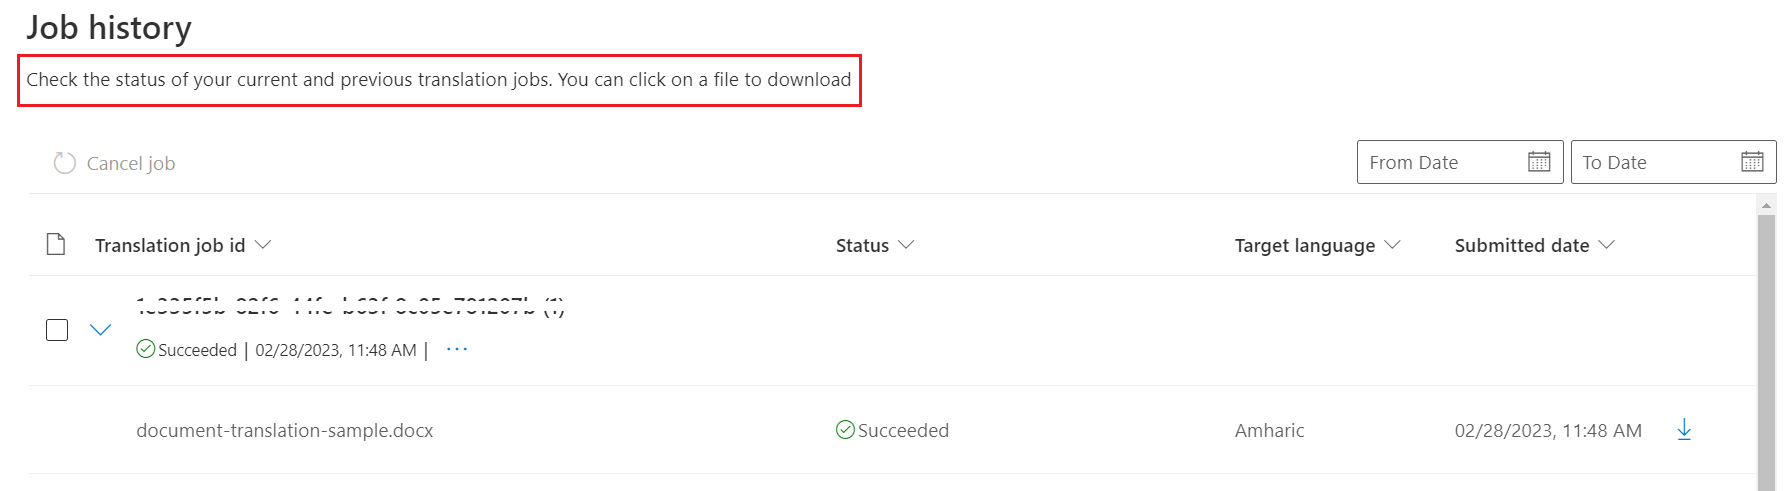 Job history
Check the status of your current and previous translation jobs. You can click on a file to download
Cancel job
From Date
To Date
Translation job id
Status
Target language
Submitted date
(1)
Succeeded | 02/28/2023, 11:48 AM | ...
document-translation-sample.docx
Succeeded
Amharic
02/28/2023, 11:48 AM